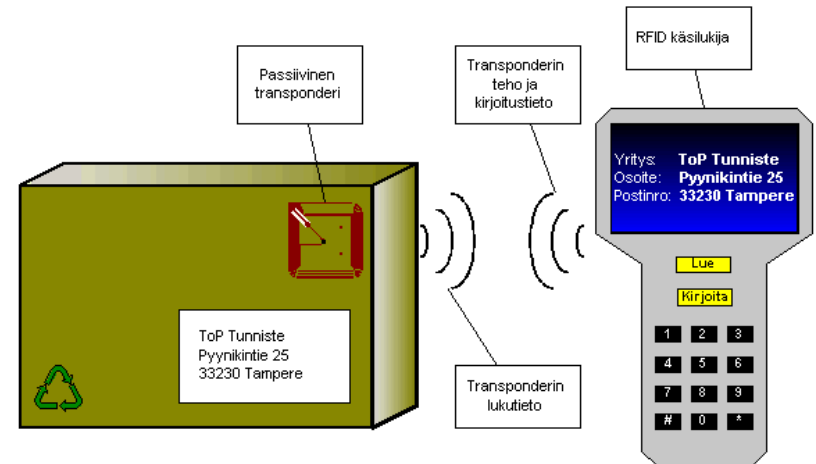 RFID käsilukija
Passiivinen
transponderi
Transponderin
teho ja
kirjoitustieto
Yritys: ToP Tunniste
Osoite: Pyynikintie 25
Postinro: 33230 Tampere
Lue
Kirjoita
1 2 3
4 5 6
7 8 9
# 0 *
ToP Tunniste
Pyynikintie 25
33230 Tampere
Transponderin
lukutieto